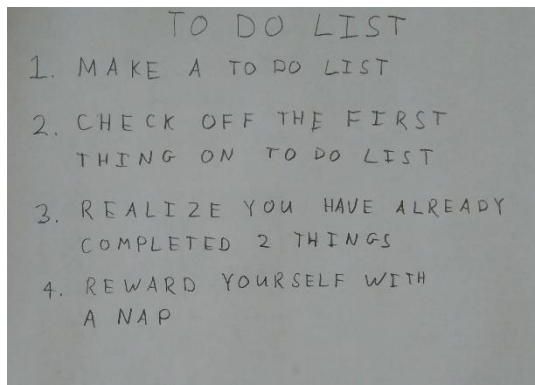 TO DO LIST
1. MAKE A TO DO LIST
2. CHECK OFF THE FIRST
THING ON TO DO LIST
3. REALIZE YOU HAVE ALREADY
COMPLETED 2 THINGS
4. REWARD YOURSELF WITH
A NAP